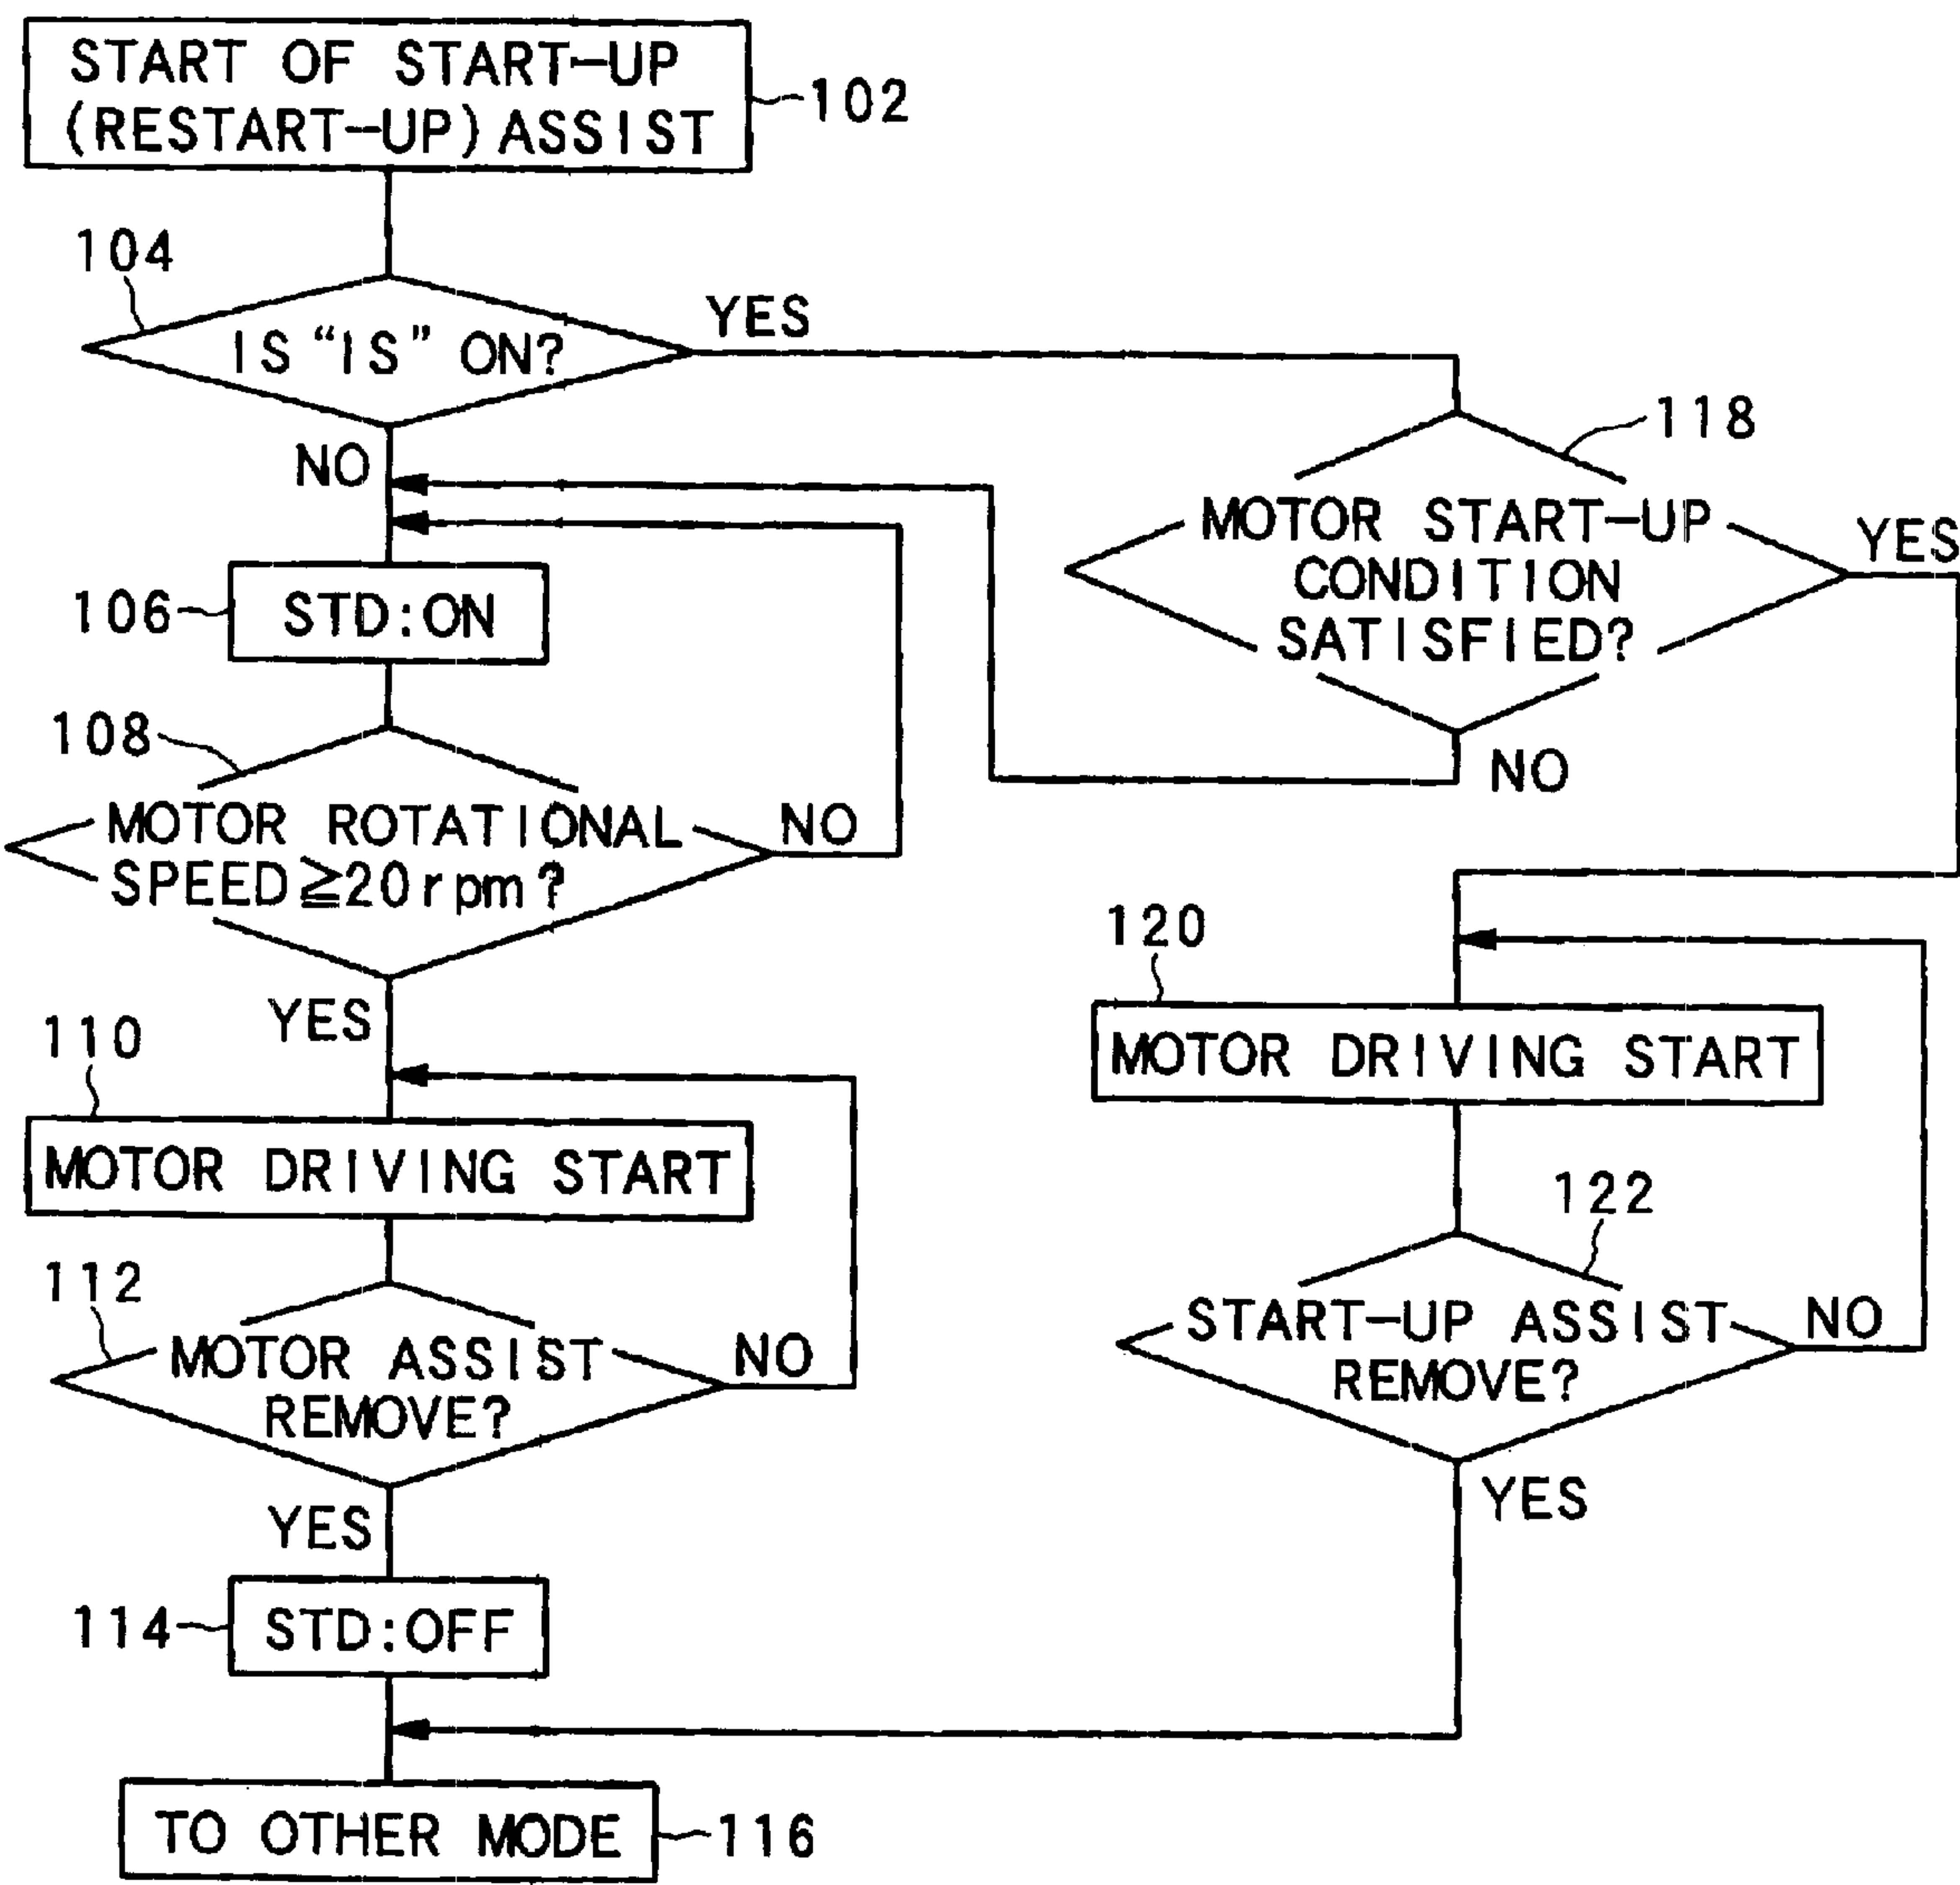 START OF START-UP
(RESTART-UP) ASSIST
102
104
IS “IS” ON?
YES
NO
118
MOTOR START-UP
CONDITION
SATISFIED?
YES
NO
106
STD:ON
108
MOTOR ROTATIONAL
SPEED≧20rpm?
NO
YES
110
MOTOR DRIVING START
112
MOTOR ASSIST
REMOVE?
NO
YES
114
STD:OFF
120
MOTOR DRIVING START
122
START-UP ASSIST
REMOVE?
NO
YES
TO OTHER MODE
116